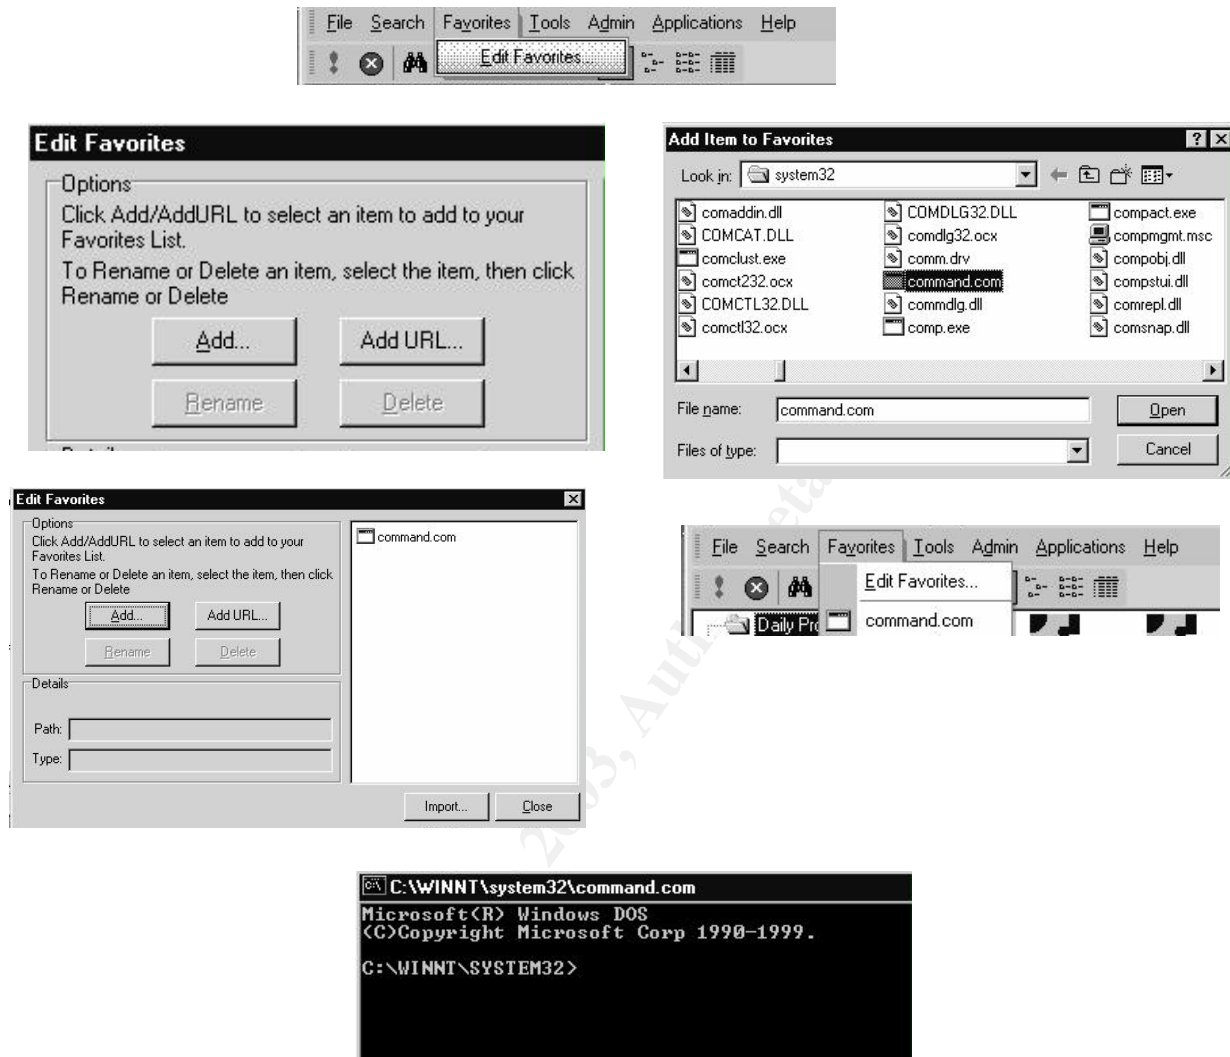 File Search Favorites Tools Admin Applications Help
Edit Favorites...
Edit Favorites
Options
Click Add/AddURL to select an item to add to your
Favorites List.
To Rename or Delete an item, select the item, then click
Rename or Delete
Add... Add URL...
Rename Delete
Add Item to Favorites
Look in: system32
comaddin.dll COMDLG32.DLL compact.exe
COMCAT.DLL comdlg32.ocx compmgmt.msc
comclust.exe comm.drv compobj.dll
comct232.ocx command.com compstui.dll
COMCTL32.DLL commdlg.dll comrepl.dll
comctl32.ocx comp.exe comsnap.dll
File name: command.com Open
Files of type: Cancel
Edit Favorites
Options
Click Add/AddURL to select an item to add to your
Favorites List.
To Rename or Delete an item, select the item, then click
Rename or Delete
Add... Add URL...
Rename Delete
Details
Path:
Type:
command.com
Import... Close
File Search Favorites Tools Admin Applications Help
Edit Favorites...
Daily Pro
command.com
2003, Auth
eta
C:\WINNT\system32\command.com
Microsoft(R) Windows DOS
(C)Copyright Microsoft Corp 1990-1999.
C:\WINNT\SYSTEM32>